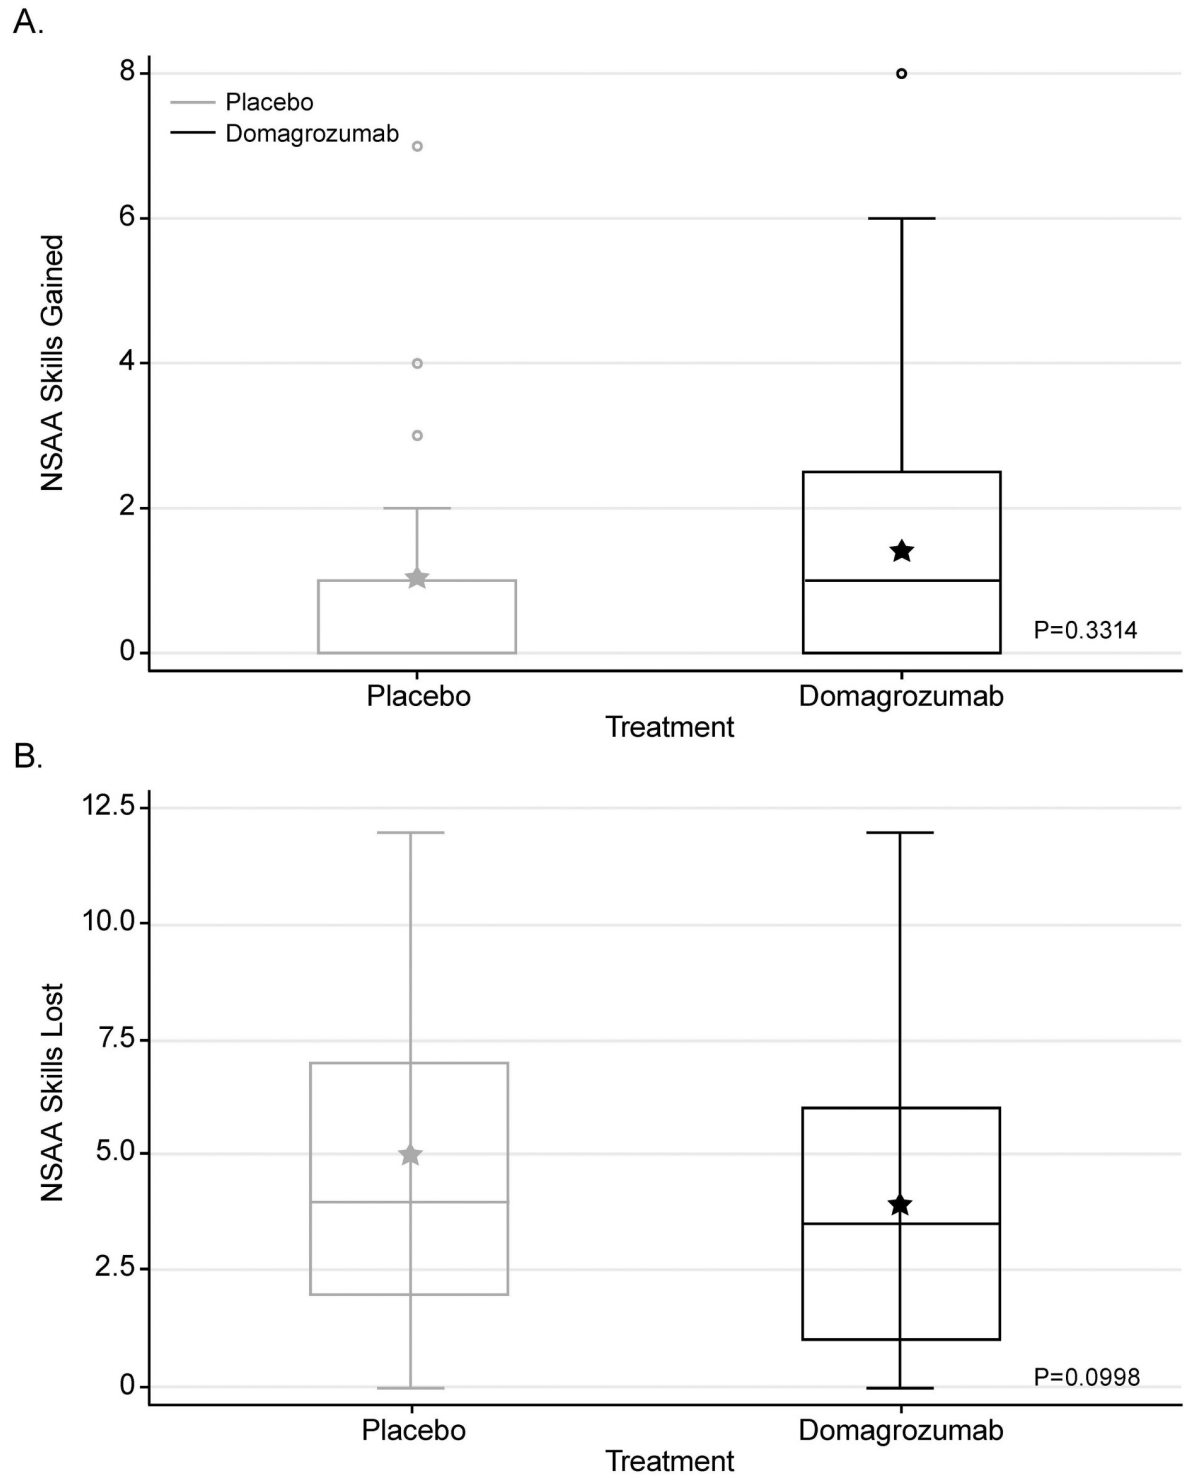 A.
8
Placebo
Domagrozumab
6
NSAA Skills Gained
4
2
P=0.3314
0
Placebo
Domagrozumab
Treatment
B.
12.5
10.0
NSAA Skills Lost
7.5
5.0
2.5
P=0.0998
0
Placebo
Domagrozumab
Treatment